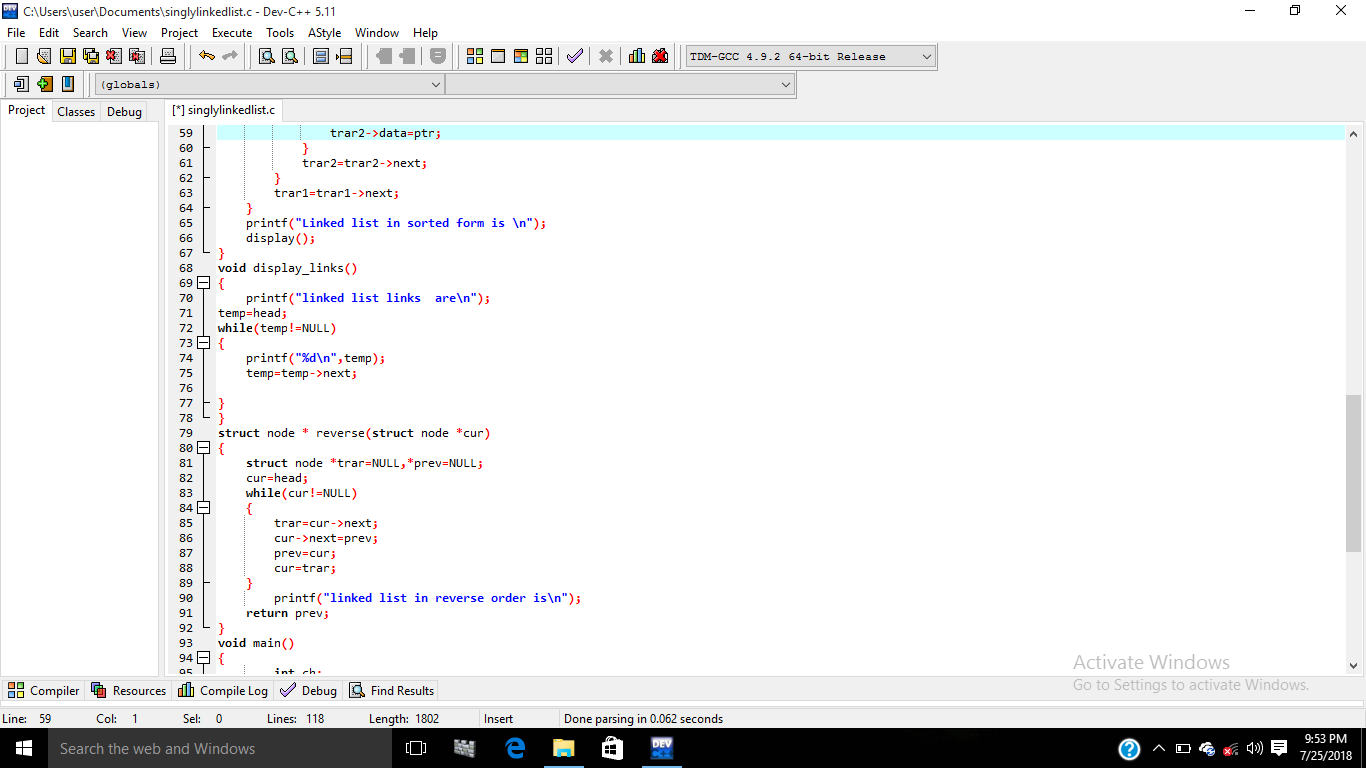 C:\Users\user\Documents\singlylinkedlist.c - Dev-C++ 5.11
File Edit Search View Project Execute Tools AStyle Window Help
TDM-GCC 4.9.2 64-bit Release
(globals)
Project Classes Debug
[*] singlylinkedlist.c
59 trar2->data=ptr;
60 }
61 trar2=trar2->next;
62 }
63 trar1=trar1->next;
64 }
65 printf("Linked list in sorted form is \n");
66 display();
67 }
68 void display_links()
69 {
70 printf("linked list links  are\n");
71 temp=head;
72 while(temp!=NULL)
73 {
74 printf("%d\n",temp);
75 temp=temp->next;
76
77 }
78 }
79 struct node * reverse(struct node *cur)
80 {
81 struct node *trar=NULL,*prev=NULL;
82 cur=head;
83 while(cur!=NULL)
84 {
85 trar=cur->next;
86 cur->next=prev;
87 prev=cur;
88 cur=trar;
89 }
90 printf("linked list in reverse order is\n");
91 return prev;
92 }
93 void main()
94 {
95 int ch;
Activate Windows
Go to Settings to activate Windows.
Compiler Resources Compile Log Debug Find Results
Line: 59 Col: 1 Sel: 0 Lines: 118 Length: 1802 Insert Done parsing in 0.062 seconds
Search the web and Windows
DEV
9:53 PM
7/25/2018